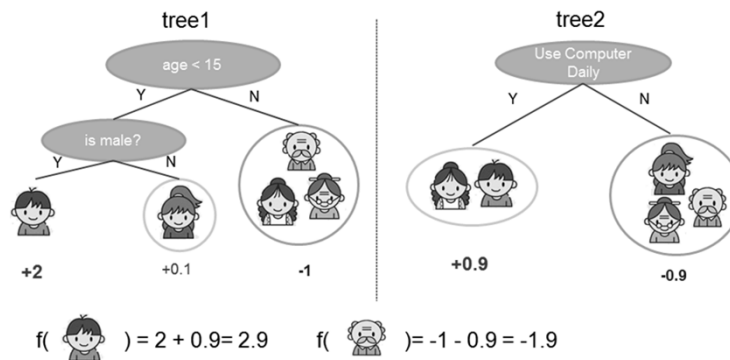 tree1
tree2
age < 15
Use Computer
Daily
Y
N
Y
N
is male?
Y
N
+2
+0.1
-1
+0.9
-0.9
f( ) = 2 + 0.9= 2.9
f( )= -1 - 0.9 = -1.9